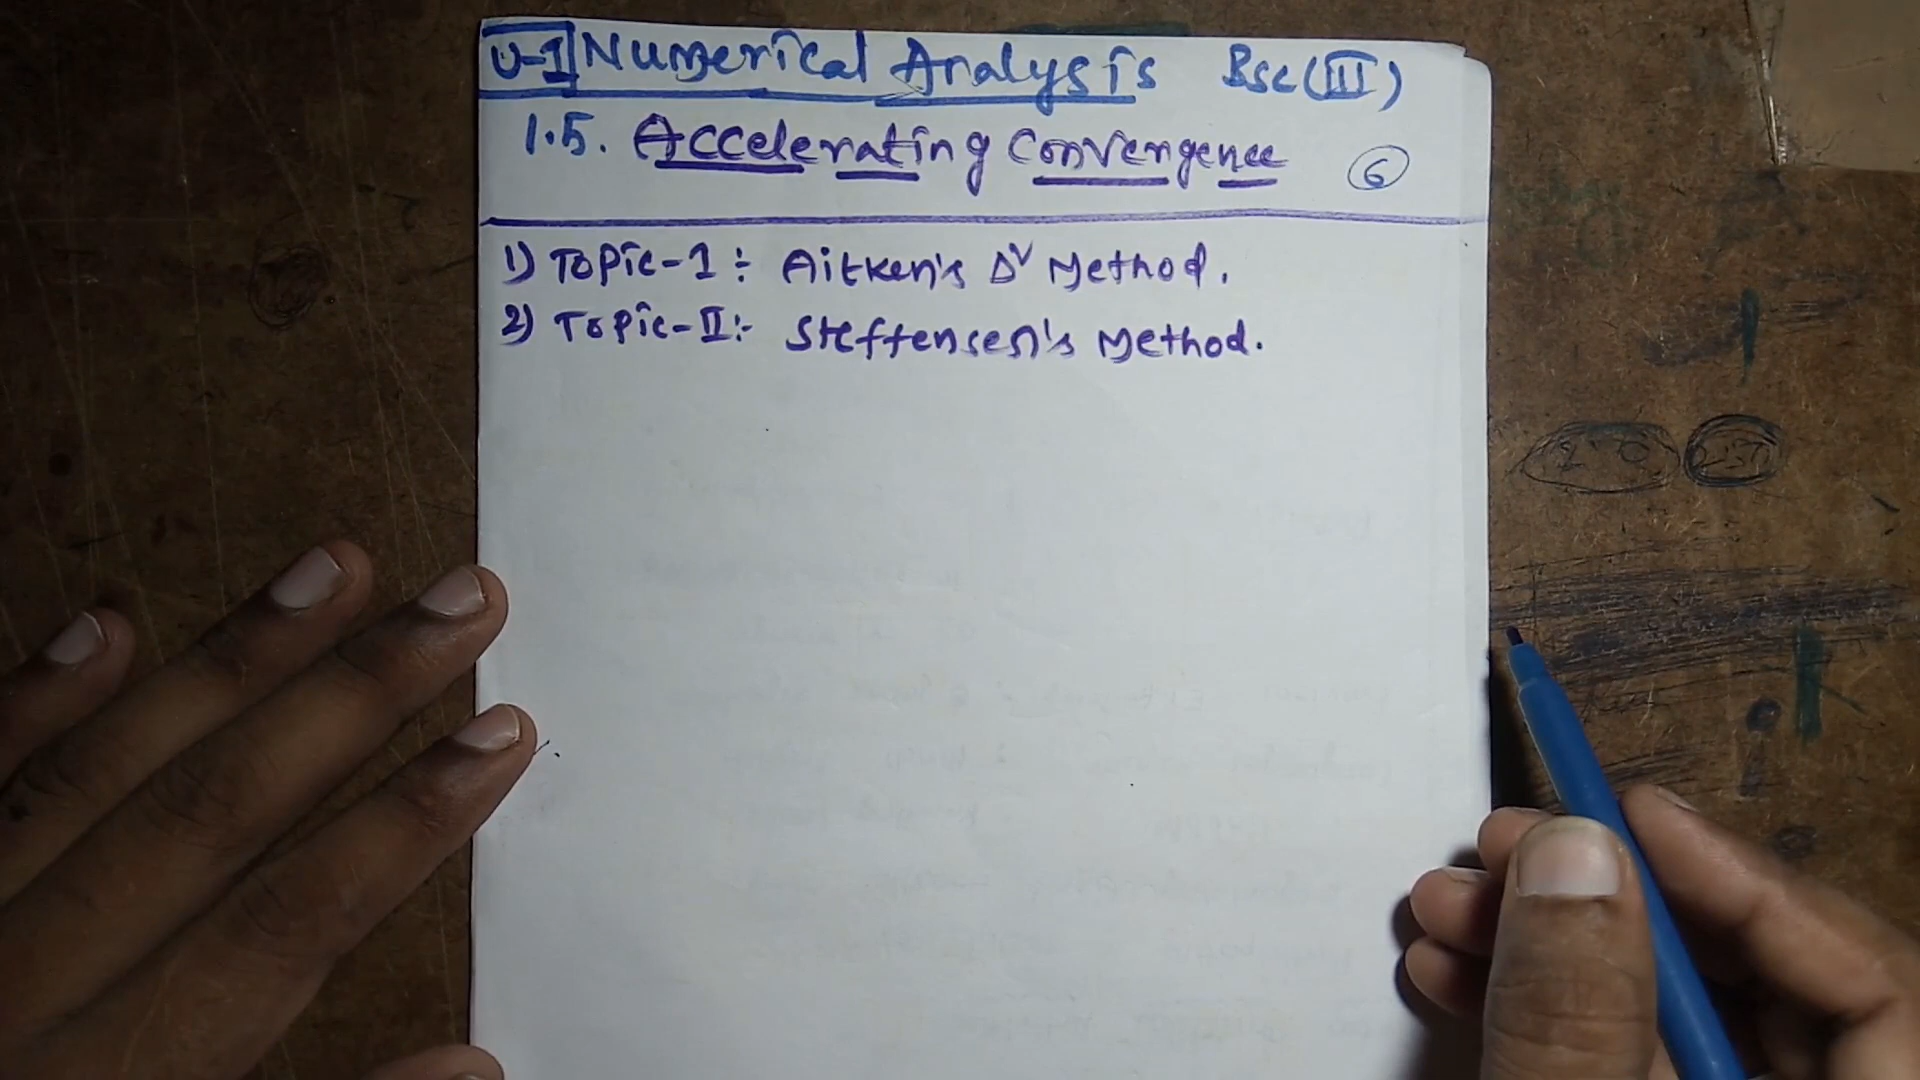 U-1 Numerical Analysis BSC (III)
1.5. Accelerating Convergence 6
1) Topic-1 : Aitken's Δ² Method.
2) Topic-II:- Steffensen's Method.